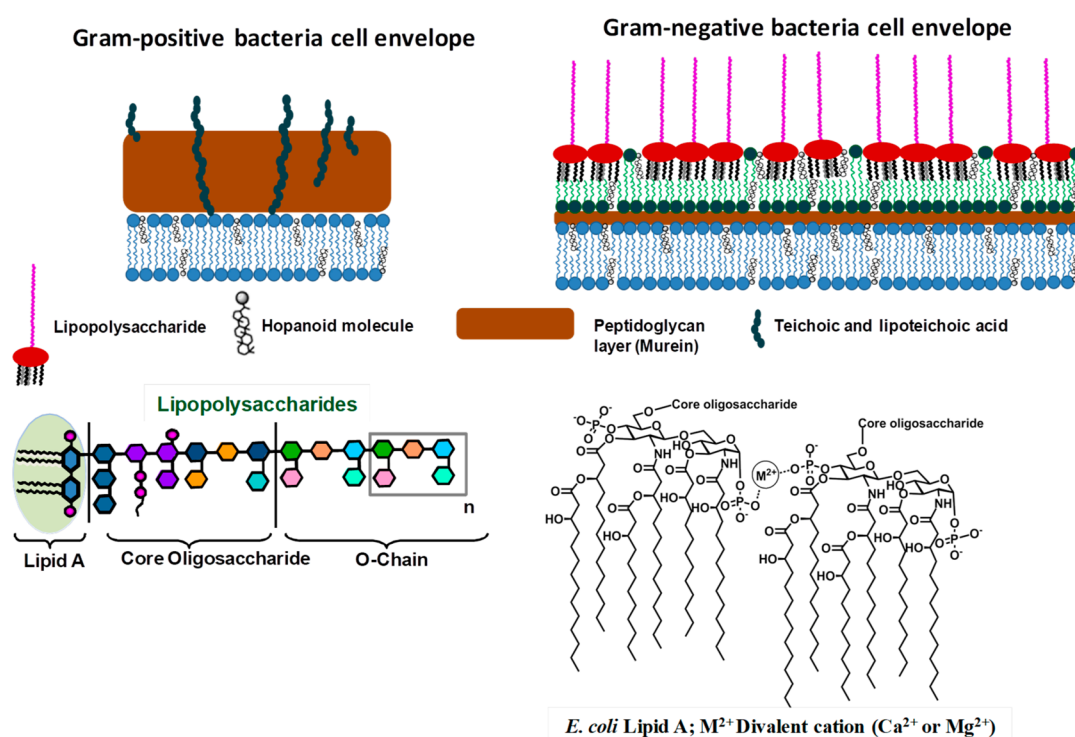 Gram-positive bacteria cell envelope
Gram-negative bacteria cell envelope
Lipopolysaccharide
Hopanoid molecule
Peptidoglycan
layer (Murein)
Teichoic and lipoteichoic acid
Lipopolysaccharides
n
Lipid A
Core Oligosaccharide
O-Chain
Core oligosaccharide
Core oligosaccharide
M2+
E. coli Lipid A; M2+ Divalent cation (Ca2+ or Mg2+)